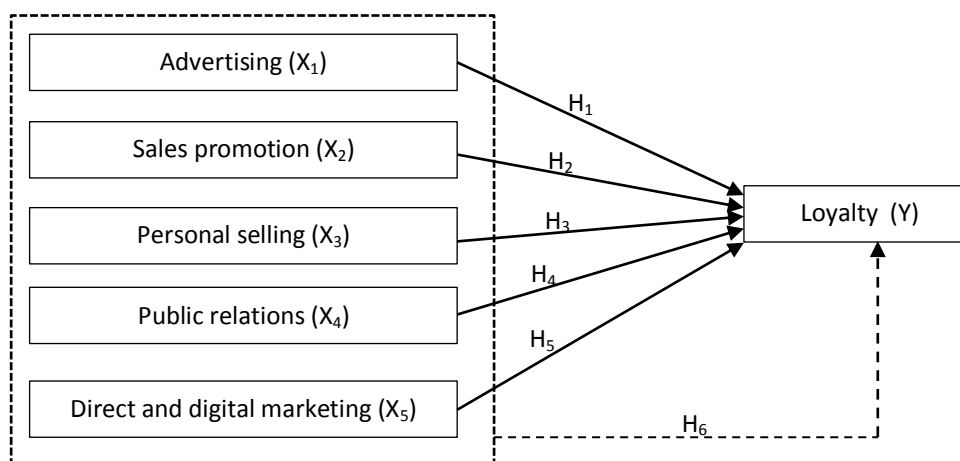 Advertising (X₁)
H₁
Sales promotion (X₂)
H₂
Loyalty (Y)
Personal selling (X₃)
H₃
H₄
Public relations (X₄)
H₅
Direct and digital marketing (X₅)
H₆